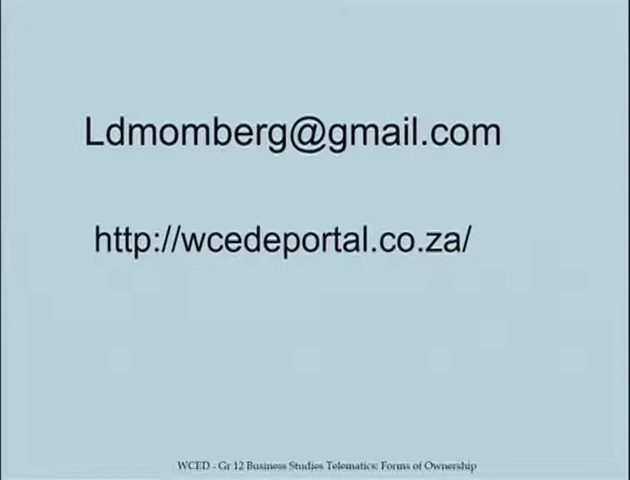 Ldmomberg@gmail.com
http://wcedeportal.co.za/
WCED - Gr 12 Business Studies Telematics: Forms of Ownership